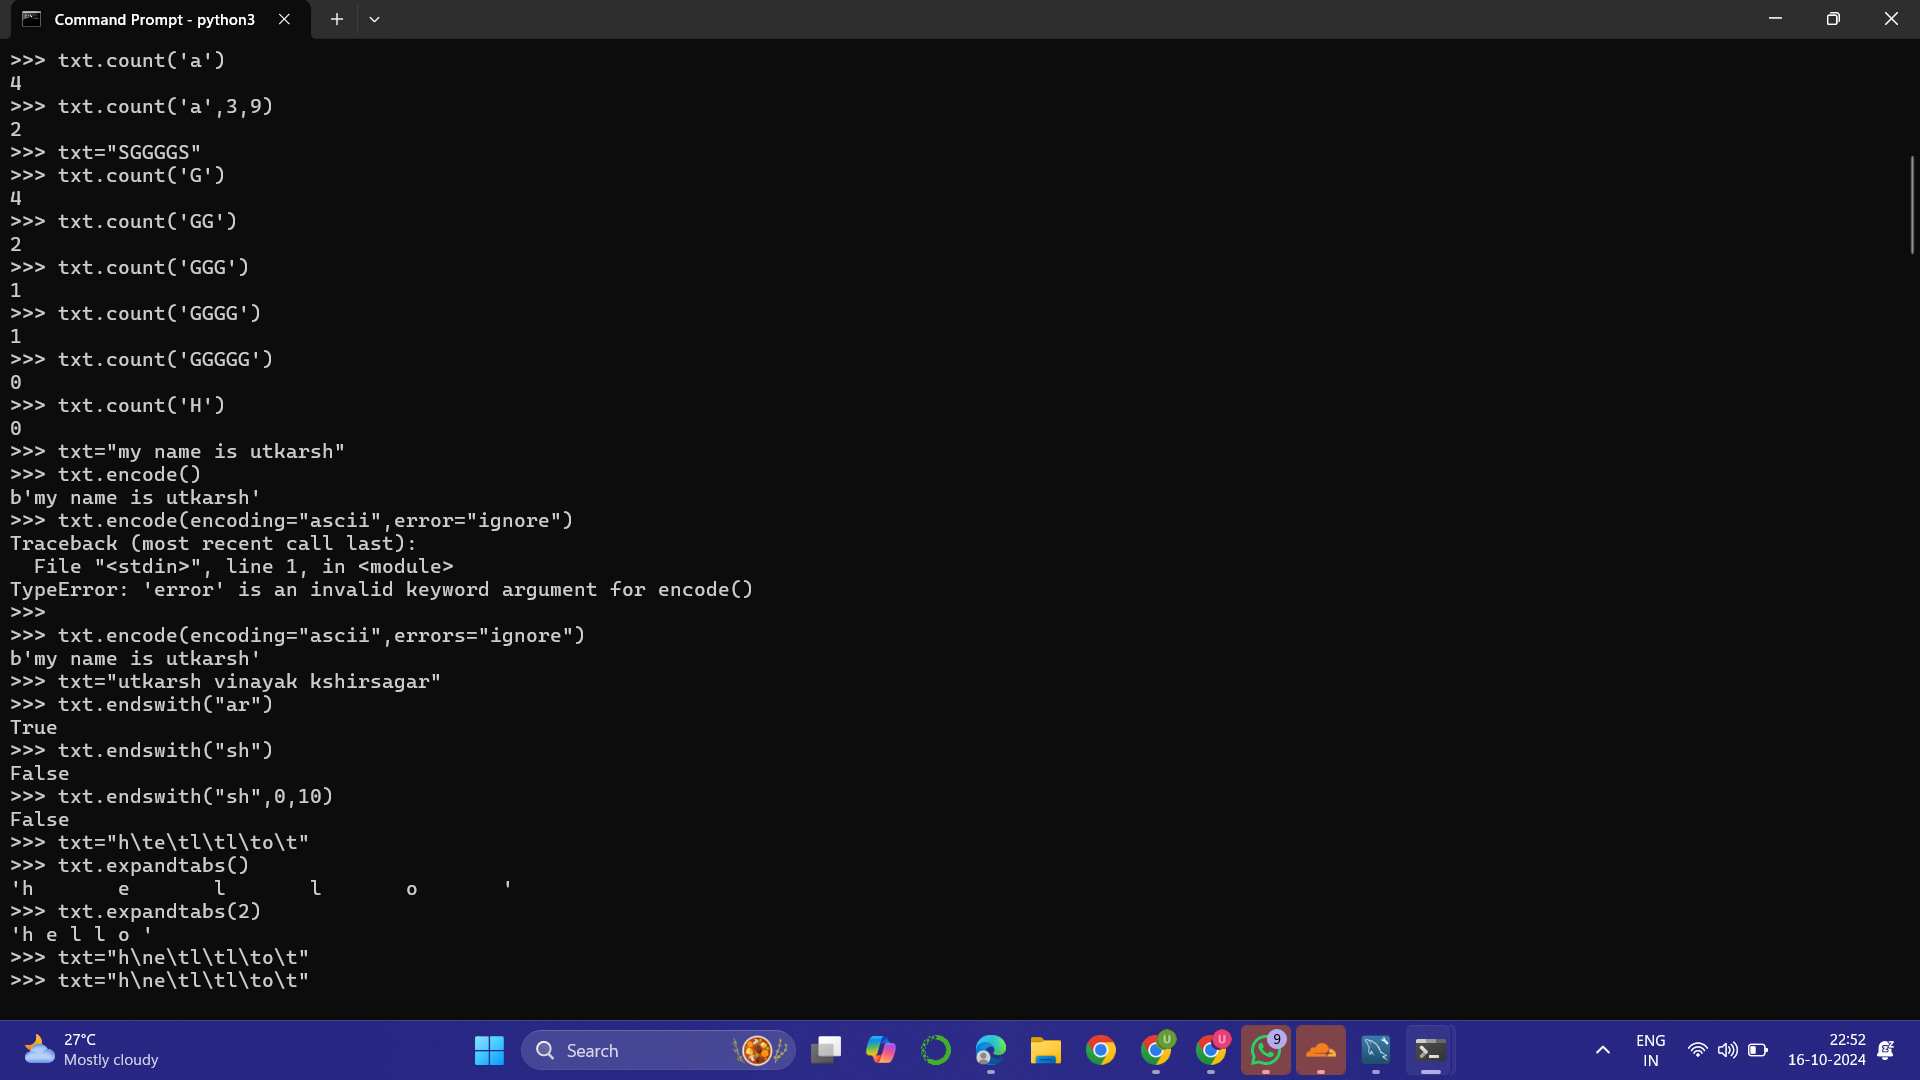 Command Prompt - python3
>>> txt.count('a')
4
>>> txt.count('a',3,9)
2
>>> txt="SGGGGS"
>>> txt.count('G')
4
>>> txt.count('GG')
2
>>> txt.count('GGG')
1
>>> txt.count('GGGG')
1
>>> txt.count('GGGGG')
0
>>> txt.count('H')
0
>>> txt="my name is utkarsh"
>>> txt.encode()
b'my name is utkarsh'
>>> txt.encode(encoding="ascii",error="ignore")
Traceback (most recent call last):
  File "<stdin>", line 1, in <module>
TypeError: 'error' is an invalid keyword argument for encode()
>>>
>>> txt.encode(encoding="ascii",errors="ignore")
b'my name is utkarsh'
>>> txt="utkarsh vinayak kshirsagar"
>>> txt.endswith("ar")
True
>>> txt.endswith("sh")
False
>>> txt.endswith("sh",0,10)
False
>>> txt="h\te\tl\tl\to\t"
>>> txt.expandtabs()
'h       e       l       l       o       '
>>> txt.expandtabs(2)
'h e l l o '
>>> txt="h\ne\tl\tl\to\t"
>>> txt="h\ne\tl\tl\to\t"
27°C
Mostly cloudy
Search
U
U
9
ENG
IN
22:52
16-10-2024